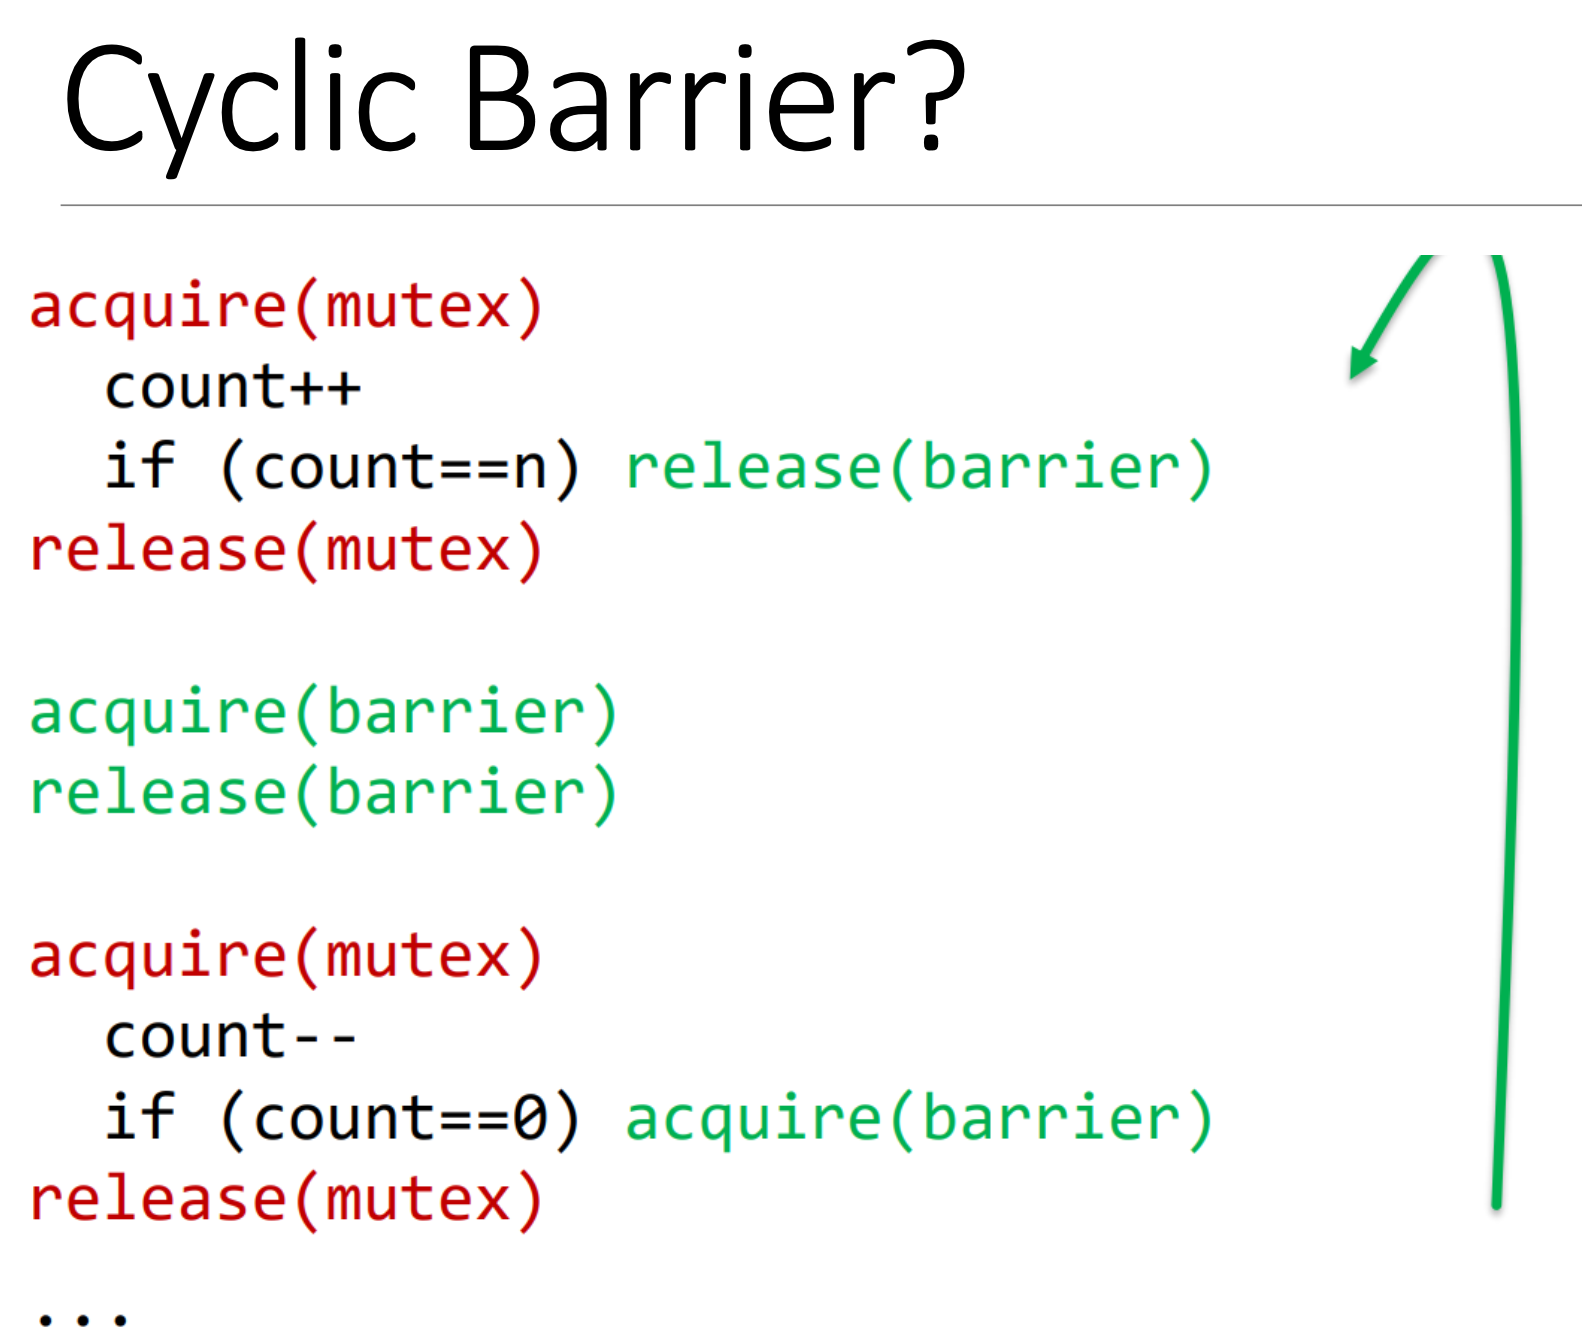 Cyclic Barrier?
acquire(mutex)
  count++
  if (count==n) release(barrier)
release(mutex)
acquire(barrier)
release(barrier)
acquire(mutex)
  count--
  if (count==0) acquire(barrier)
release(mutex)
...